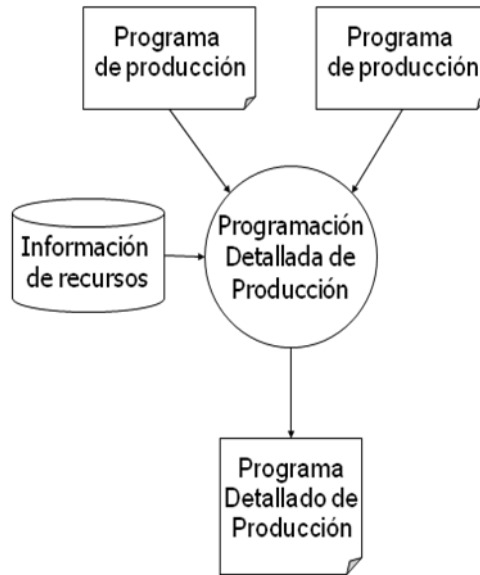 Programa
de producción
Programa
de producción
Programación
Detallada de
Producción
Información
de recursos
Programa
Detallado de
Producción